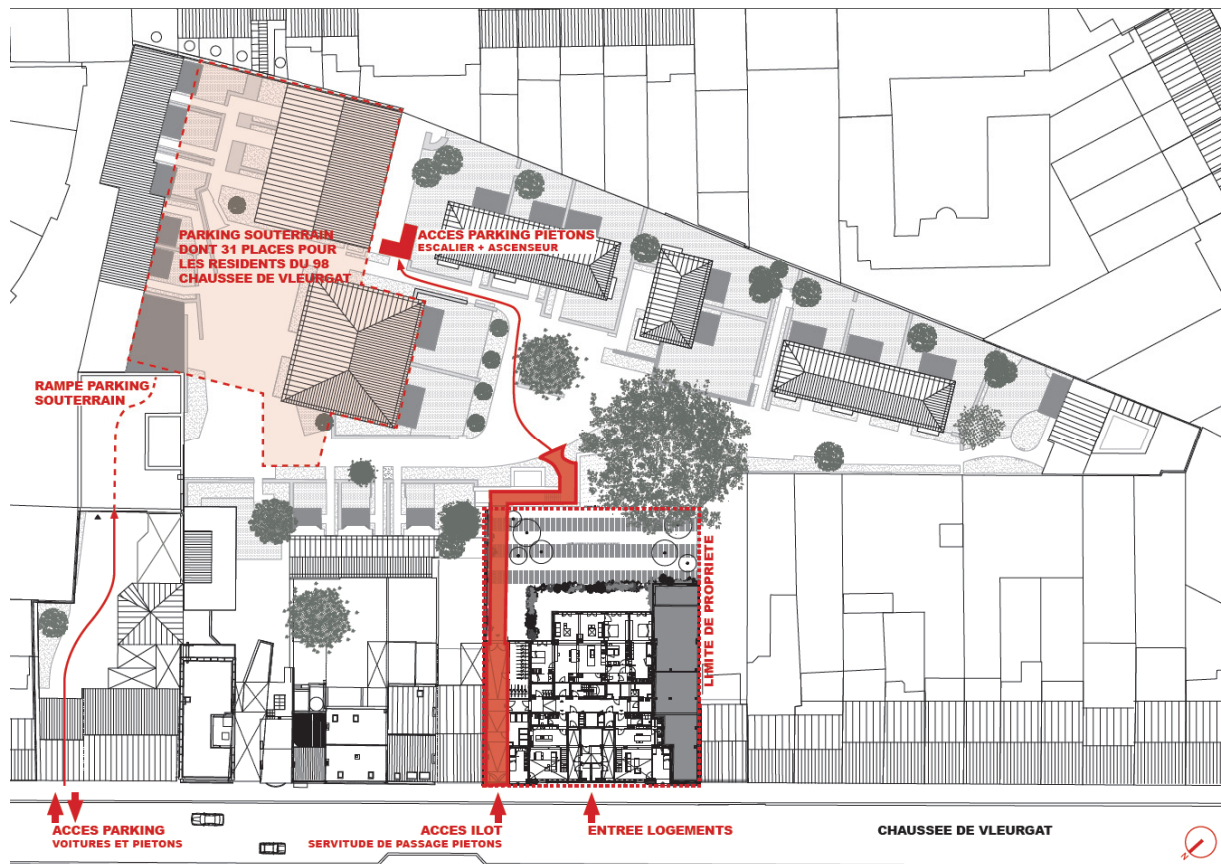 PARKING SOUTERRAIN
DONT 31 PLACES POUR
LES RESIDENTS DU 98
CHAUSSEE DE VLEURGAT
ACCES PARKING PIETONS
ESCALIER + ASCENSEUR
RAMPE PARKING
SOUTERRAIN
LIMITE DE PROPRIETE
ACCES PARKING
VOITURES ET PIETONS
ACCES ILOT
SERVITUDE DE PASSAGE PIETONS
ENTREE LOGEMENTS
CHAUSSEE DE VLEURGAT
N